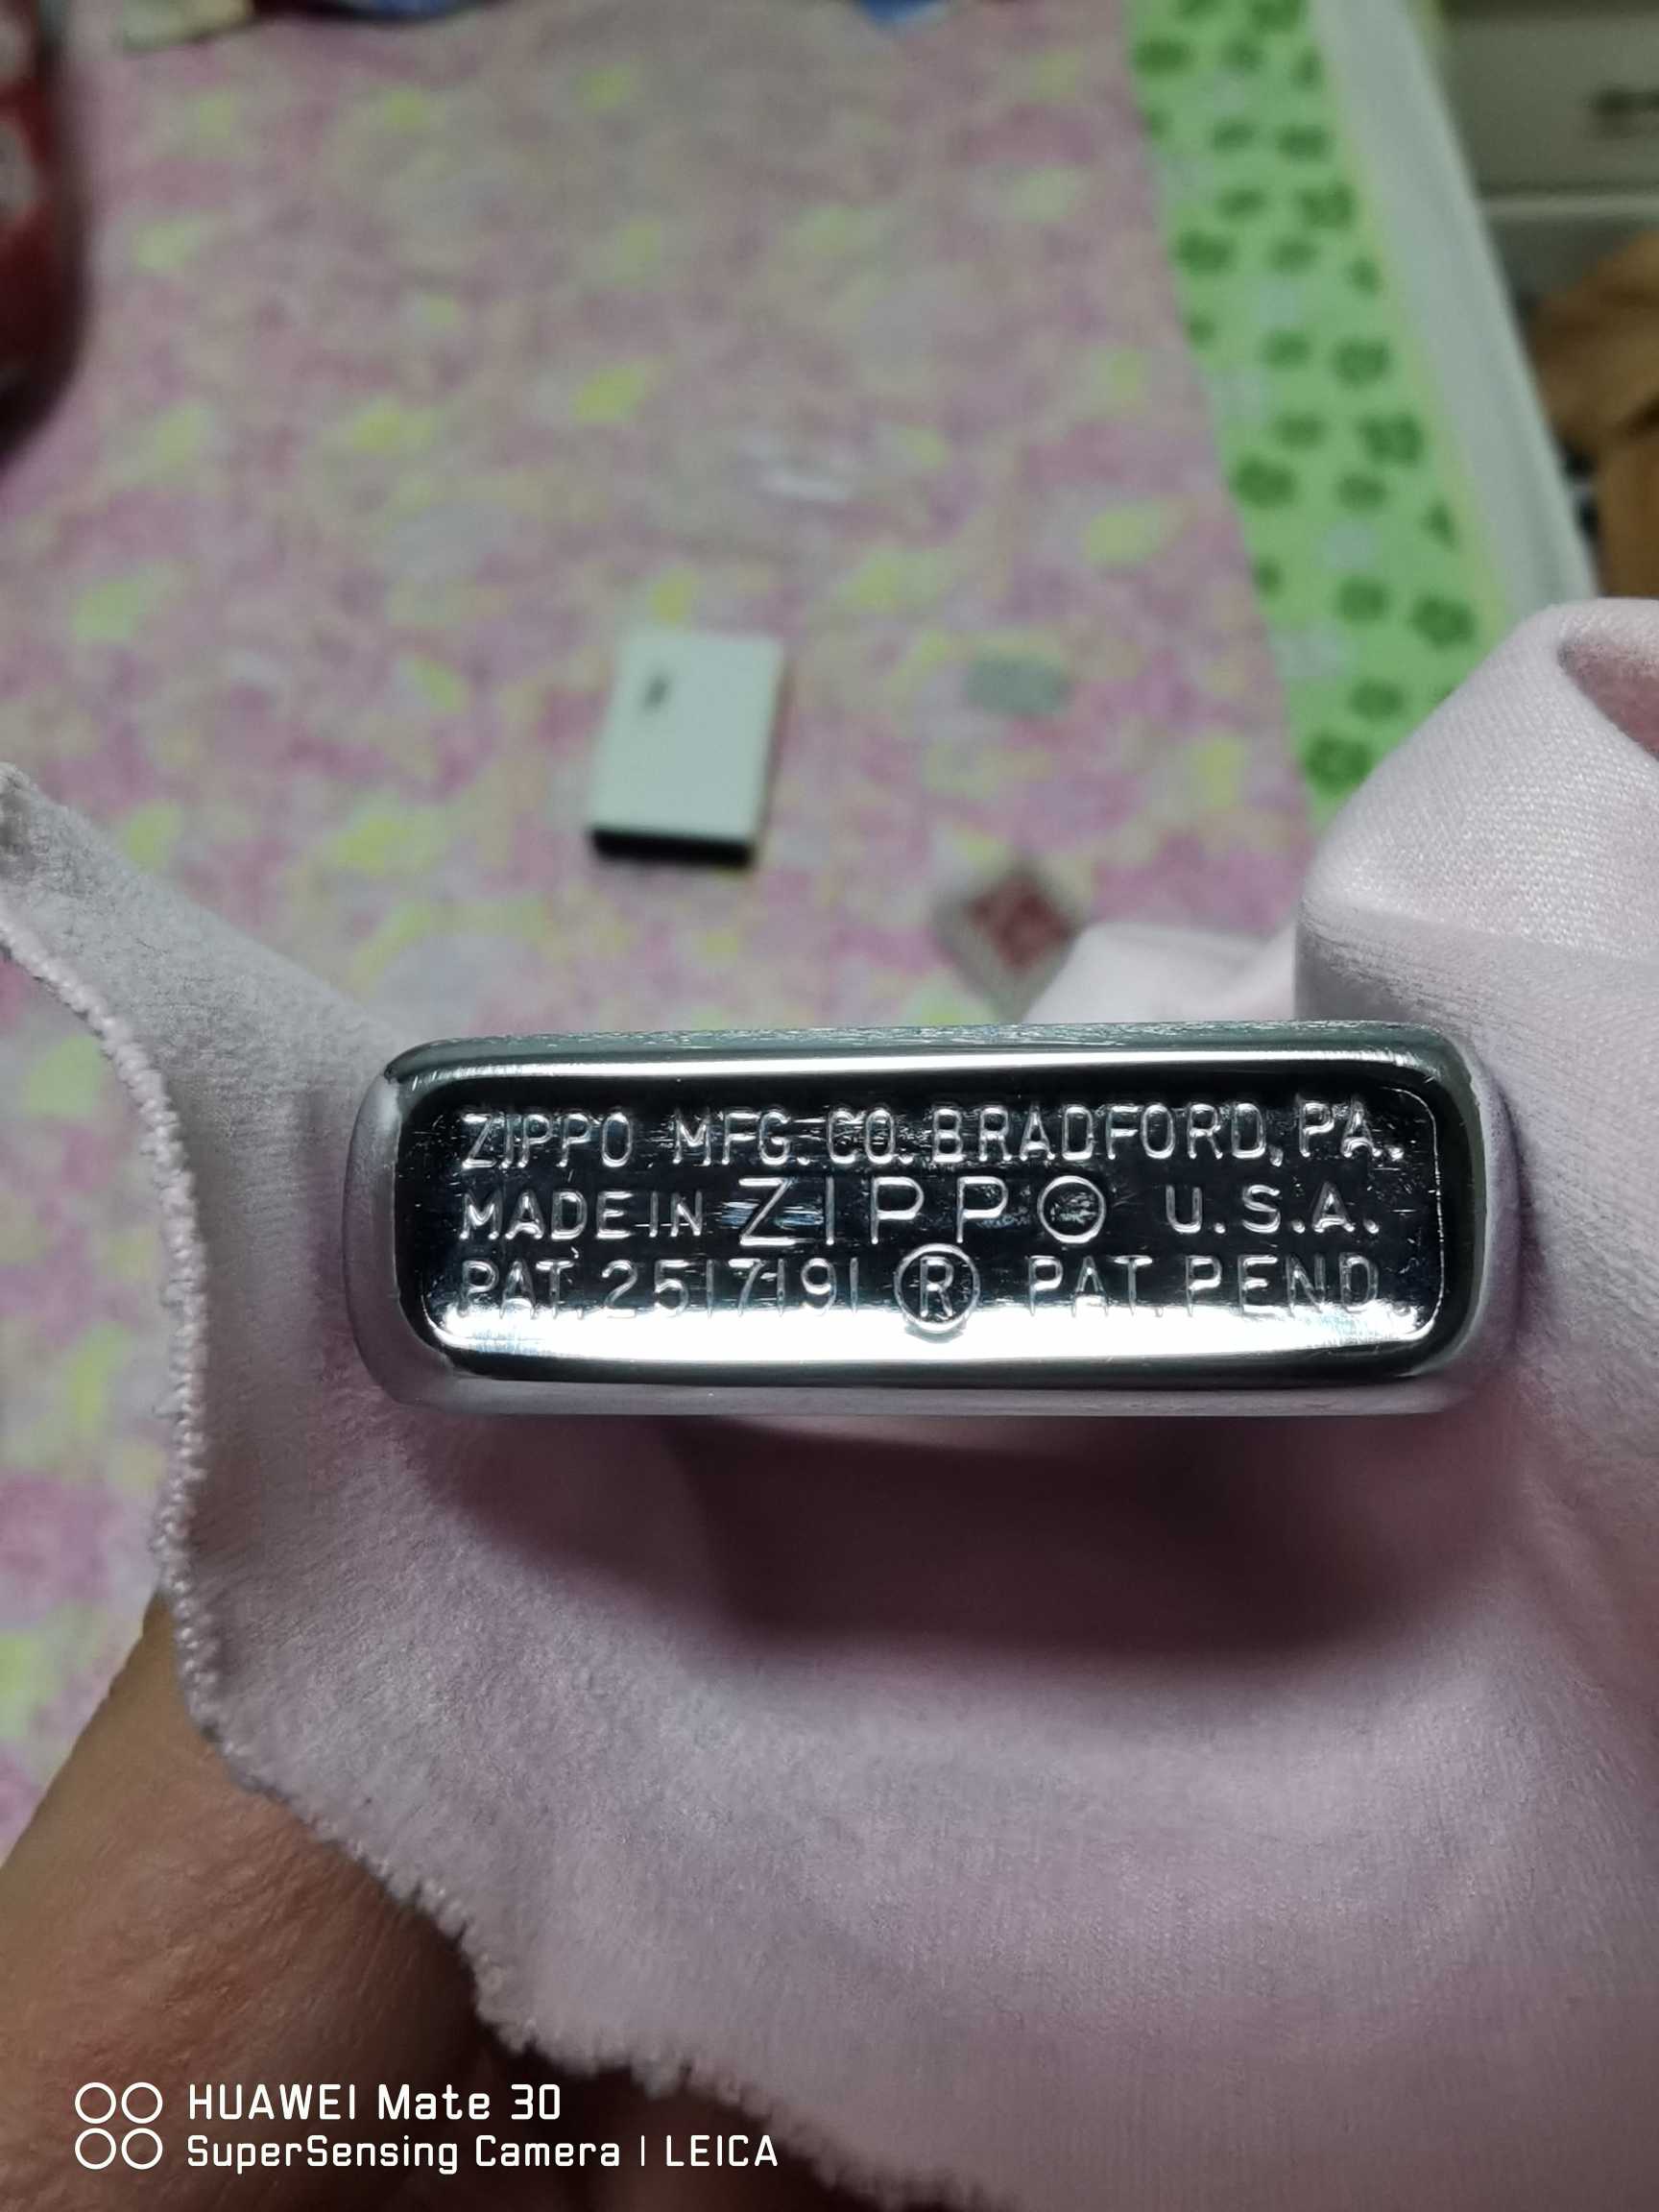 ZIPPO MFG. CO. BRADFORD, PA.
MADE IN ZIPPO U.S.A.
PAT. 2517191 ® PAT. PEND.
HUAWEI Mate 30
SuperSensing Camera | LEICA